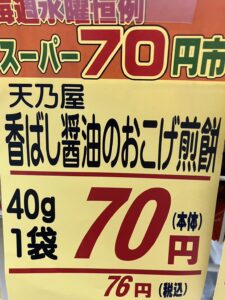 毎週水曜恒例
スーパー70円市
天乃屋
香ばし醤油のおこげ煎餅
40g
1袋
70円
(本体)
76円(税込)